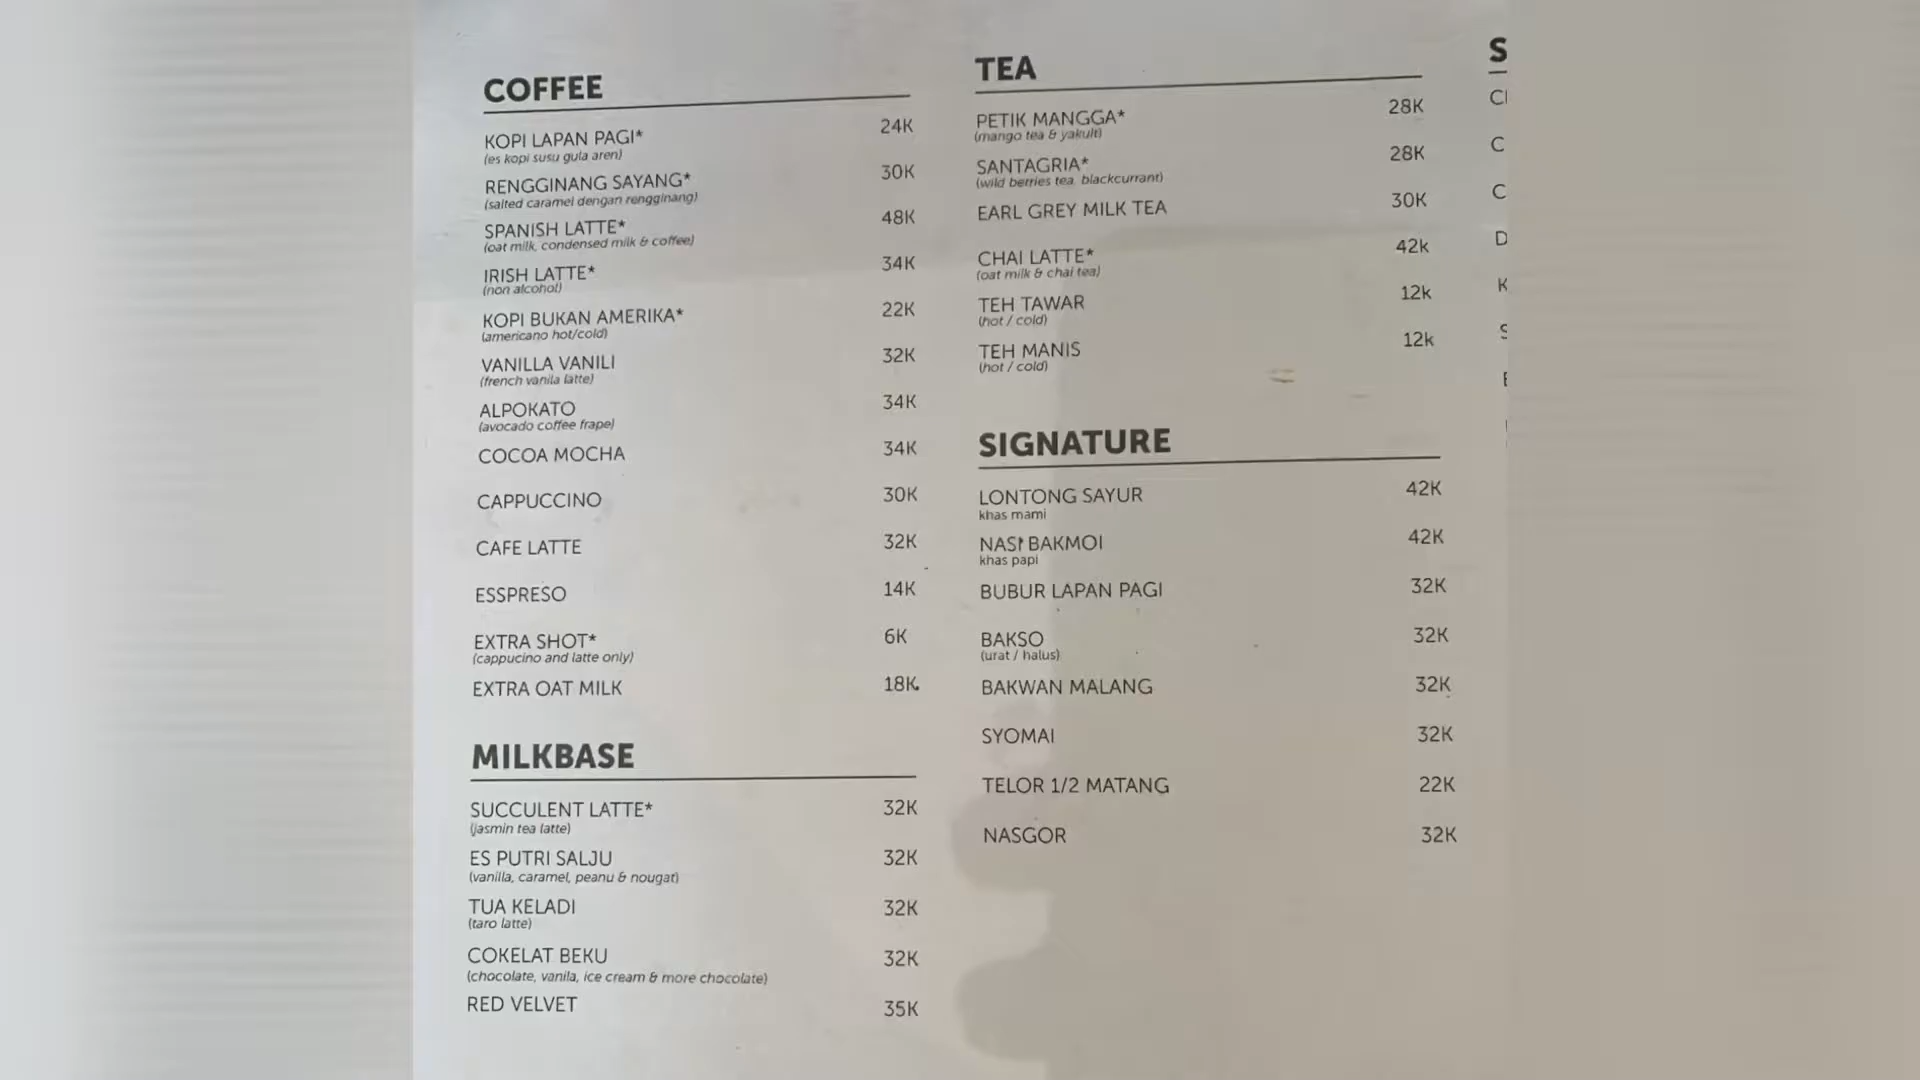 COFFEE
KOPI LAPAN PAGI* 24K
(es kopi susu gula aren)
RENGGINANG SAYANG* 30K
(salted caramel dengan rengginang)
SPANISH LATTE* 48K
(oat milk, condensed milk & coffee)
IRISH LATTE* 34K
(non alcohol)
KOPI BUKAN AMERIKA* 22K
(americano hot/cold)
VANILLA VANILI 32K
(french vanila latte)
ALPOKATO 34K
(avocado coffee frape)
COCOA MOCHA 34K
CAPPUCCINO 30K
CAFE LATTE 32K
ESSPRESO 14K
EXTRA SHOT* 6K
(cappucino and latte only)
EXTRA OAT MILK 18K
MILKBASE
SUCCULENT LATTE* 32K
(jasmin tea latte)
ES PUTRI SALJU 32K
(vanilla, caramel, peanu & nougat)
TUA KELADI 32K
(taro latte)
COKELAT BEKU 32K
(chocolate, vanila, ice cream & more chocolate)
RED VELVET 35K
TEA
PETIK MANGGA* 28K
(mango tea & yakult)
SANTAGRIA* 28K
(wild berries tea, blackcurrant)
EARL GREY MILK TEA 30K
CHAI LATTE* 42k
(oat milk & chai tea)
TEH TAWAR 12k
(hot / cold)
TEH MANIS 12k
(hot / cold)
SIGNATURE
LONTONG SAYUR 42K
khas mami
NASI BAKMOI 42K
khas papi
BUBUR LAPAN PAGI 32K
BAKSO 32K
(urat / halus)
BAKWAN MALANG 32K
SYOMAI 32K
TELOR 1/2 MATANG 22K
NASGOR 32K